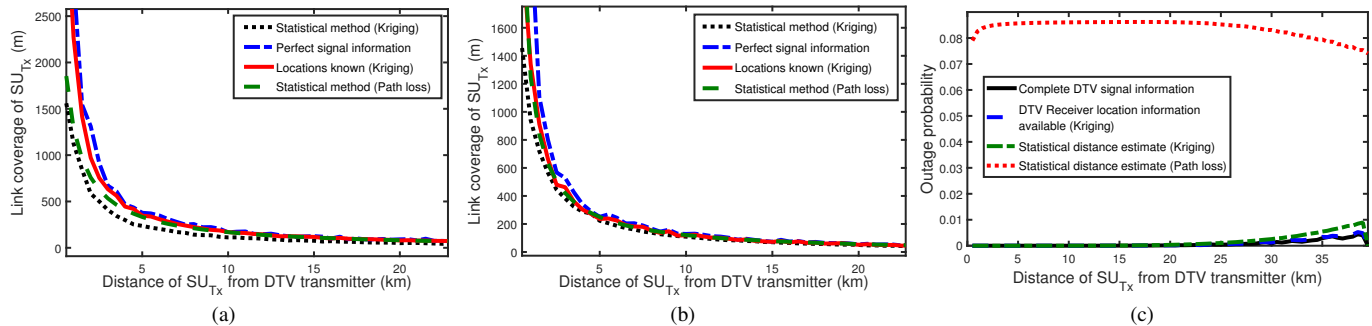 2500
2000
1500
1000
500
0
Link coverage of SU_Tx (m)
Statistical method (Kriging)
Perfect signal information
Locations known (Kriging)
Statistical method (Path loss)
5
10
15
20
Distance of SU_Tx from DTV transmitter (km)
(a)
1600
1400
1200
1000
800
600
400
200
0
Link coverage of SU_Tx (m)
Statistical method (Kriging)
Perfect signal information
Locations known (Kriging)
Statistical method (Path loss)
5
10
15
20
Distance of SU_Tx from DTV transmitter (km)
(b)
0.08
0.07
0.06
0.05
0.04
0.03
0.02
0.01
0
Outage probability
Complete DTV signal information
DTV Receiver location information
available (Kriging)
Statistical distance estimate (Kriging)
Statistical distance estimate (Path loss)
0
5
10
15
20
25
30
35
Distance of SU_Tx from DTV transmitter (km)
(c)